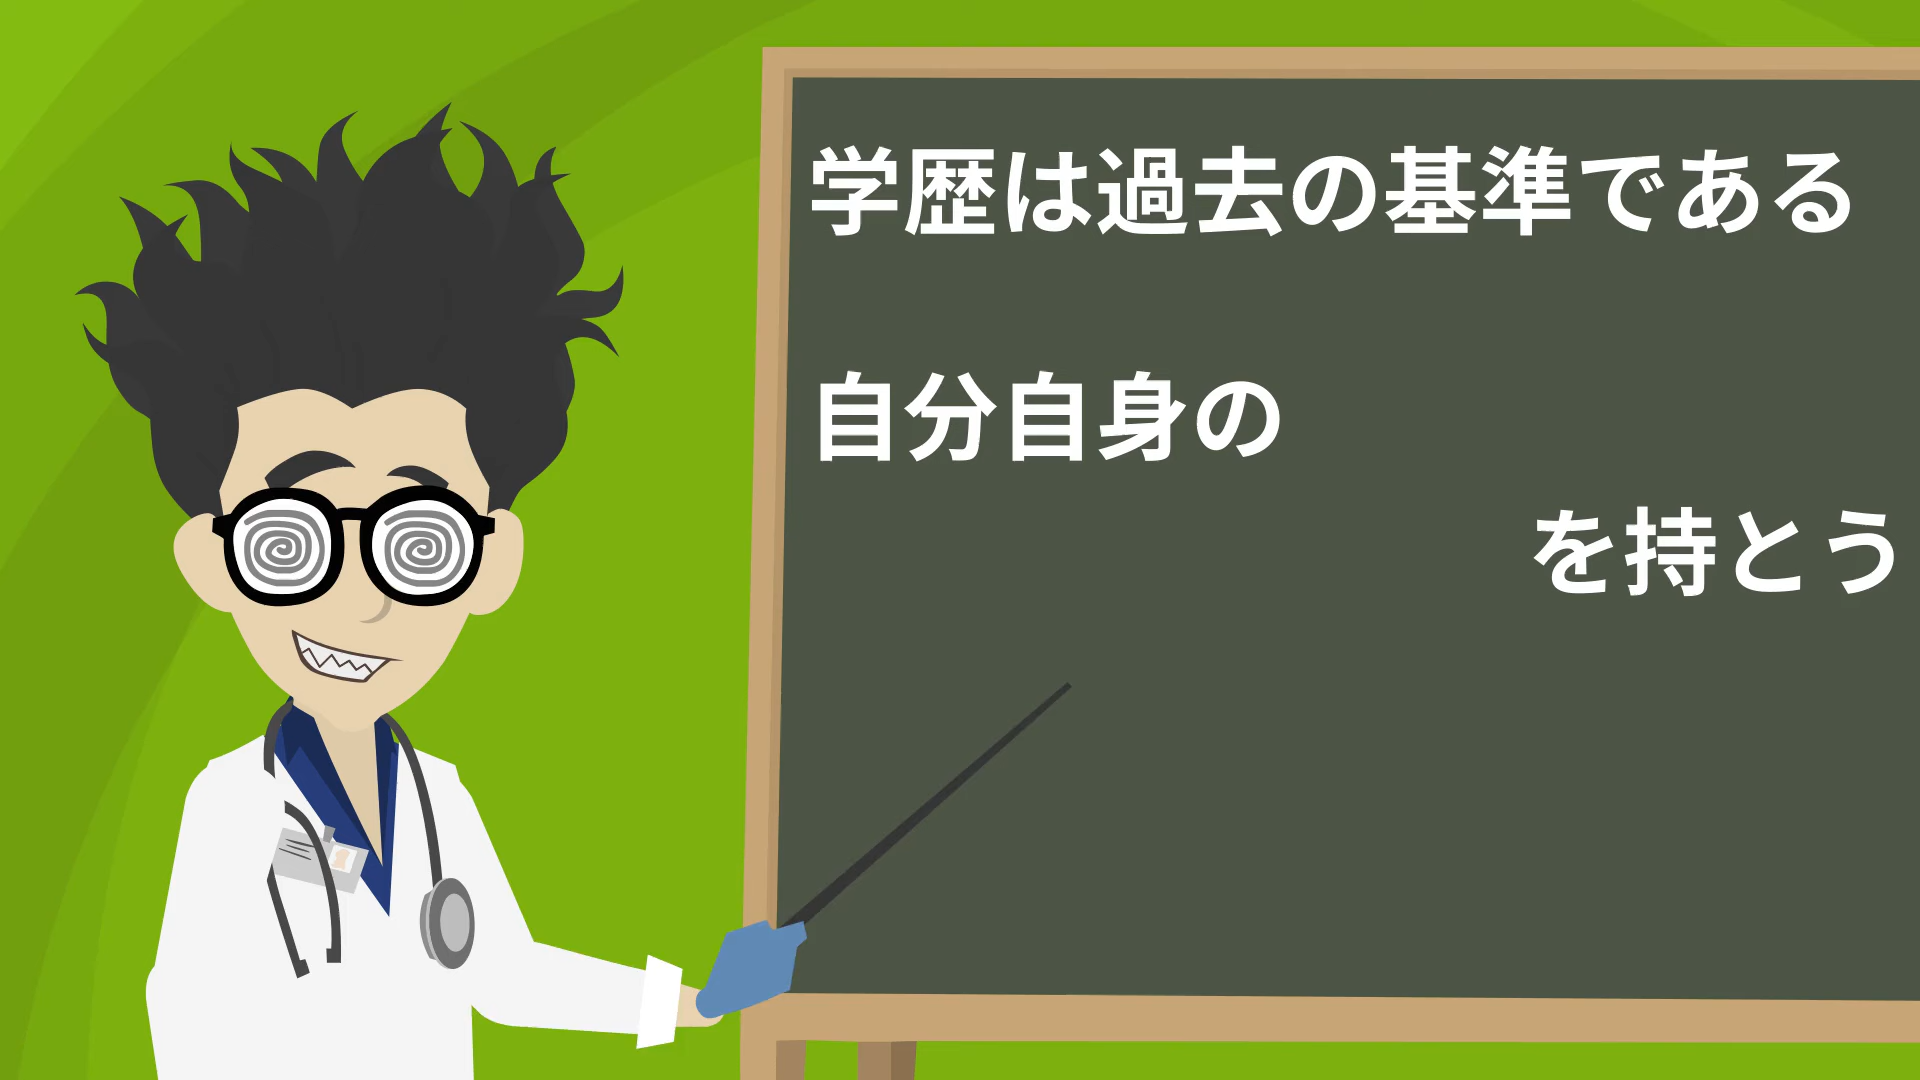 学歴は過去の基準である
自分自身の
を持とう